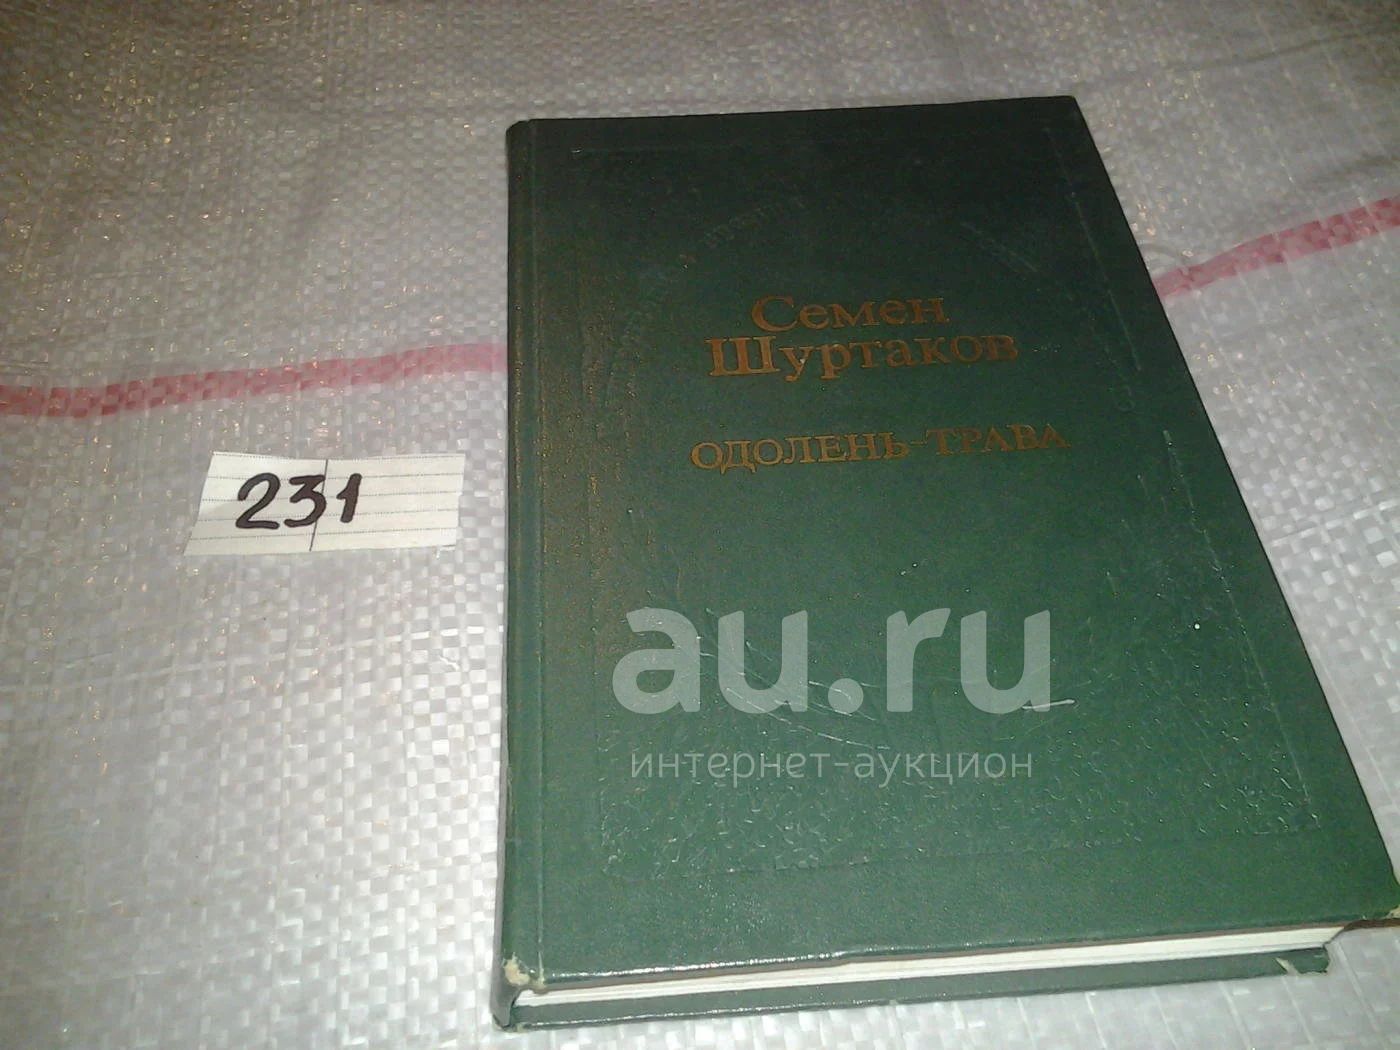 Семен
Шуртаков
ОДОЛЕНЬ-ТРАВА
231
au.ru
интернет-аукцион